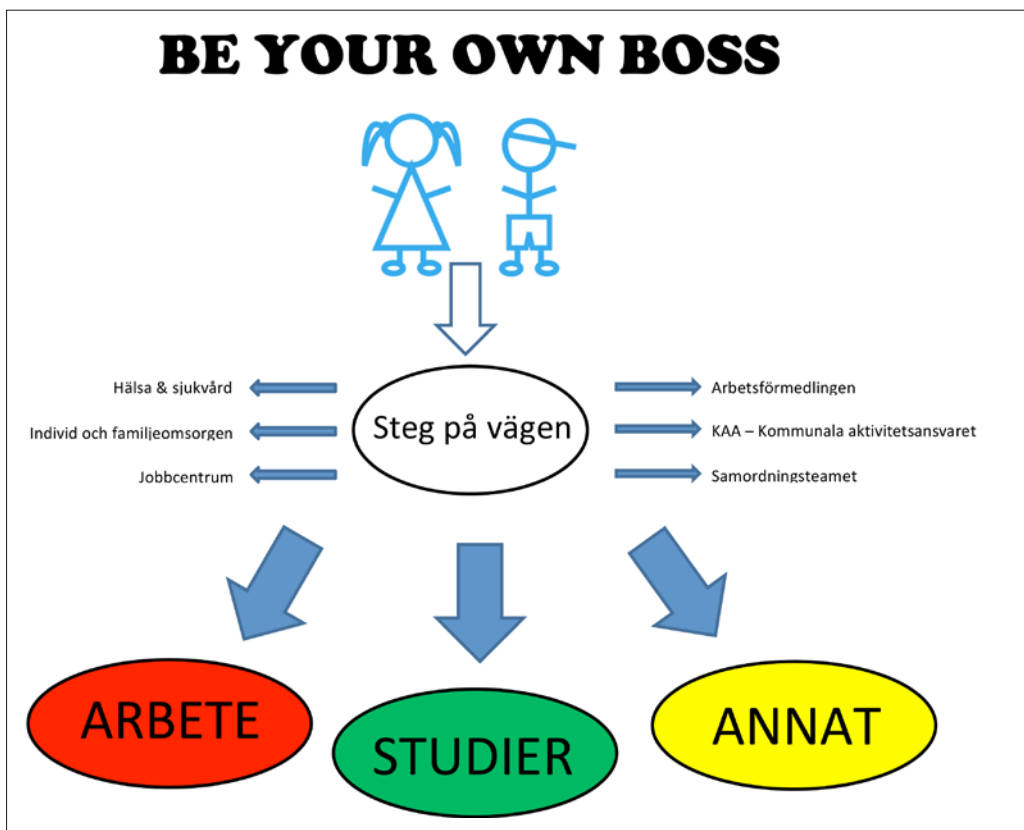 BE YOUR OWN BOSS
Hälsa & sjukvård
Individ och familjeomsorgen
Jobbcentrum
Steg på vägen
Arbetsförmedlingen
KAA – Kommunala aktivitetsansvaret
Samordningsteamet
ARBETE
STUDIER
ANNAT